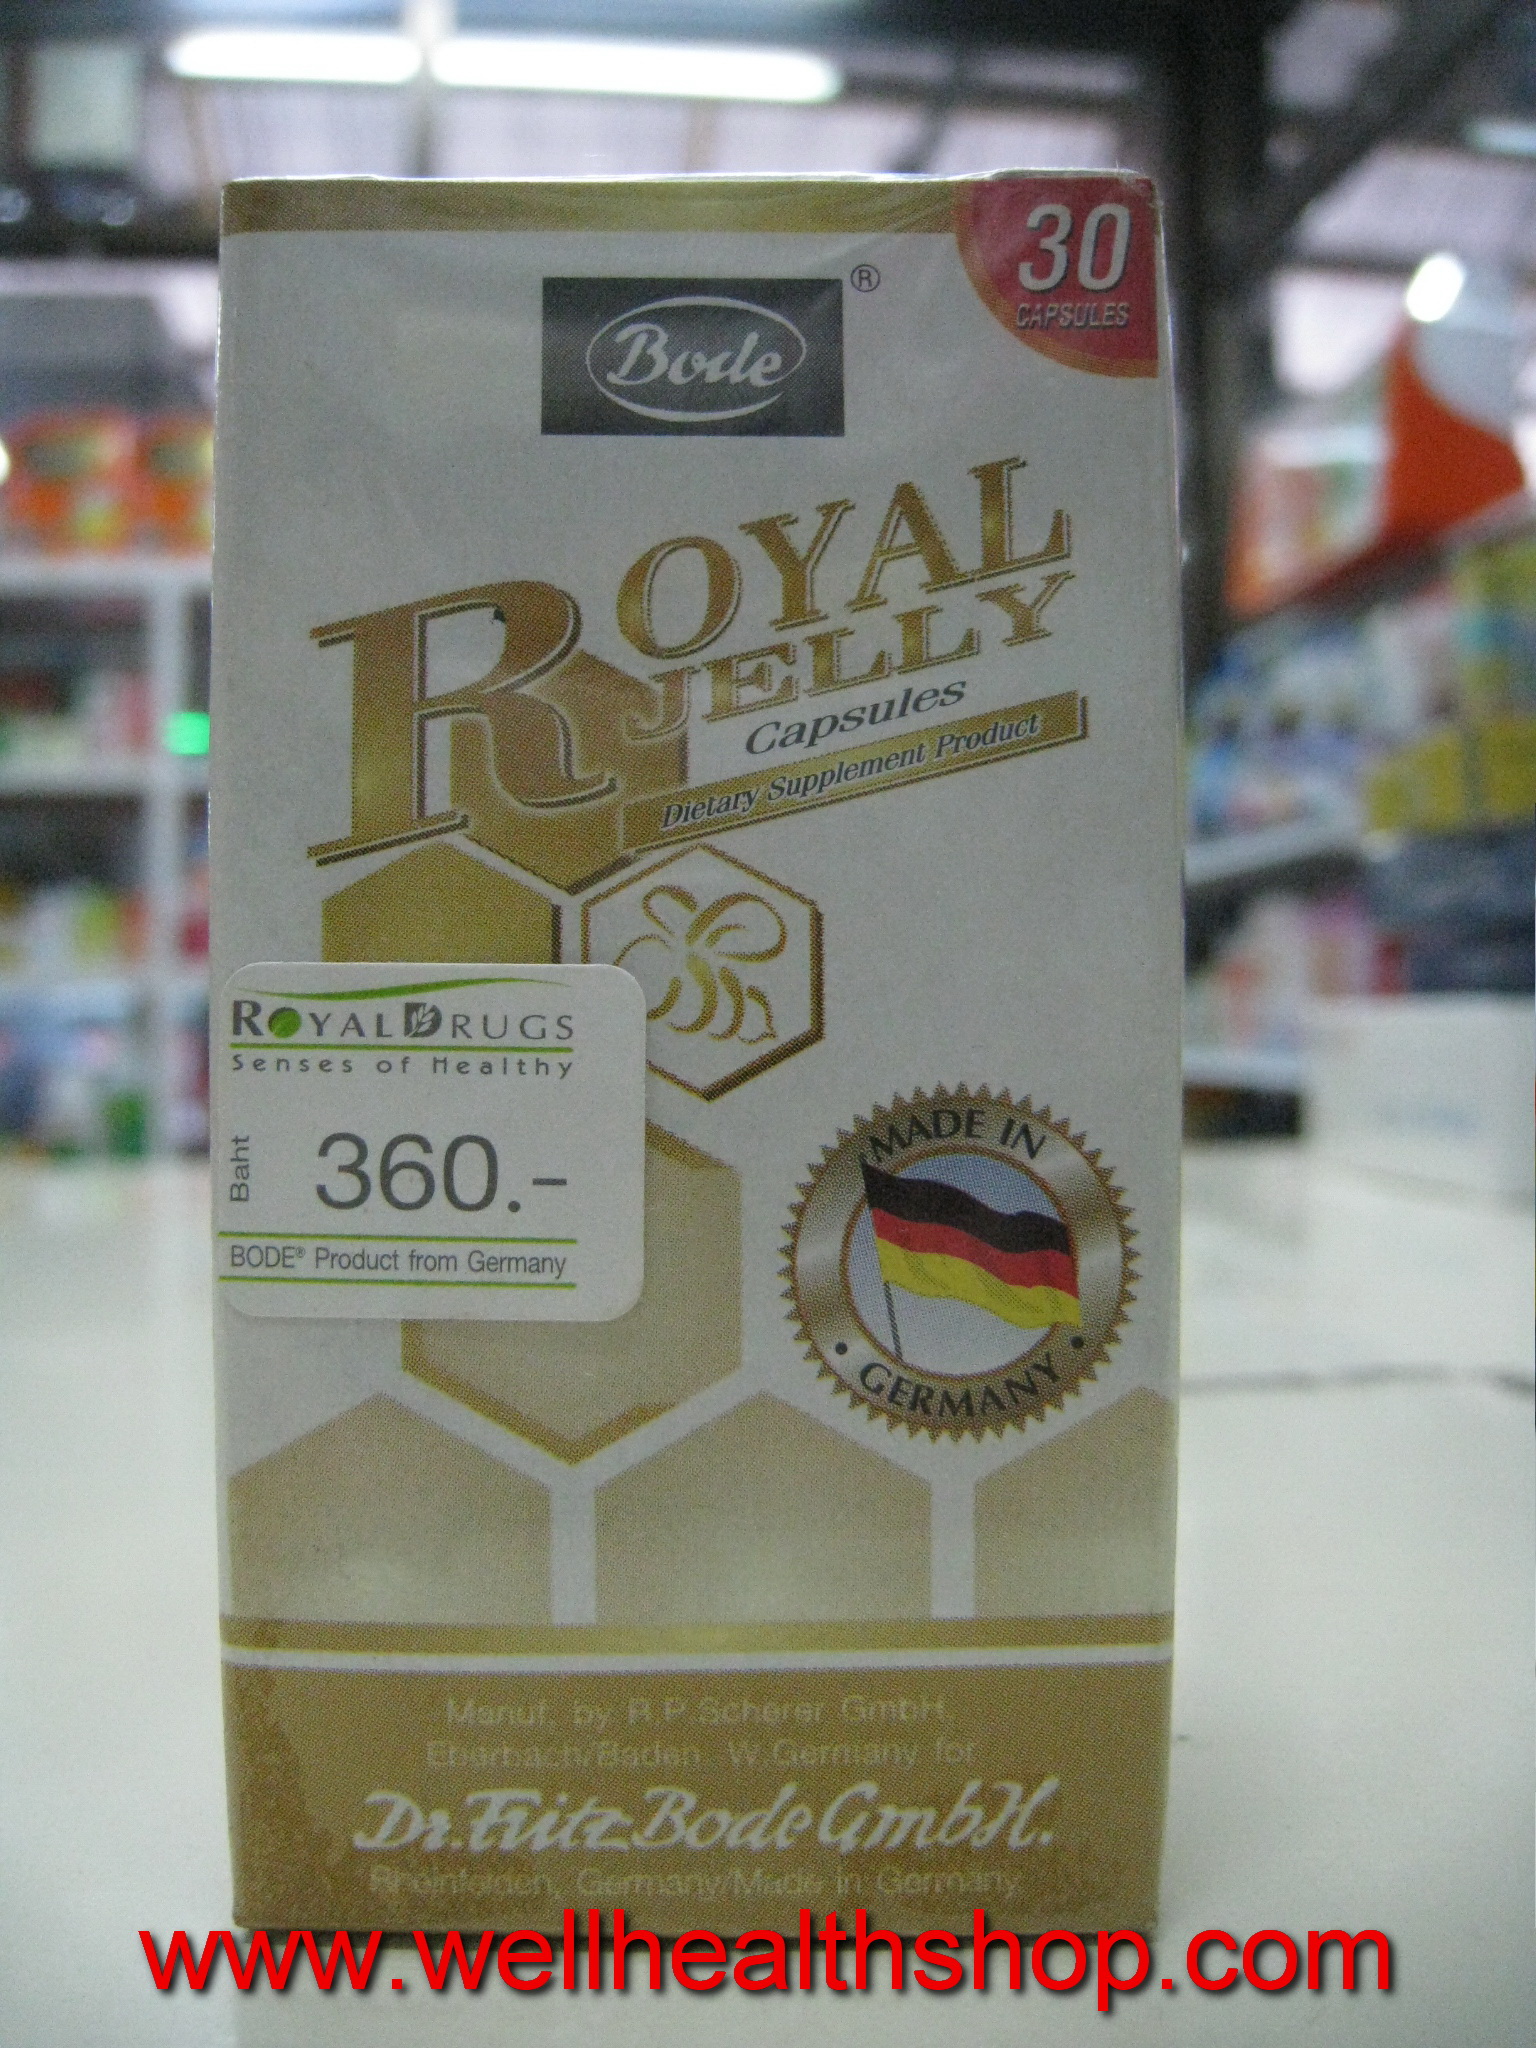 30
CAPSULES
Bode ®
ROYAL
JELLY
Capsules
Dietary Supplement Product
ROYAL DRUGS
Senses of Healthy
Baht 360.-
BODE® Product from Germany
MADE IN
• GERMANY •
Manuf. by R.P. Scherer GmbH.
Eberbach/Baden W.Germany for
Dr. Fritz Bode GmbH.
Rheinfelden, Germany/Made in Germany
www.wellhealthshop.com